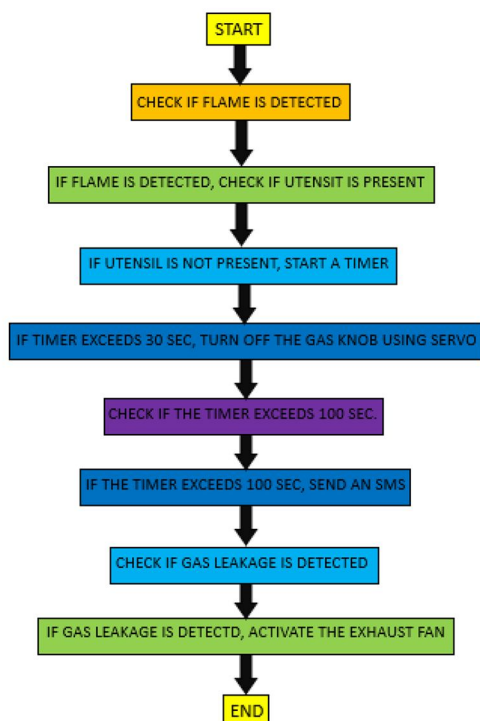 START
CHECK IF FLAME IS DETECTED
IF FLAME IS DETECTED, CHECK IF UTENSIT IS PRESENT
IF UTENSIL IS NOT PRESENT, START A TIMER
IF TIMER EXCEEDS 30 SEC, TURN OFF THE GAS KNOB USING SERVO
CHECK IF THE TIMER EXCEEDS 100 SEC.
IF THE TIMER EXCEEDS 100 SEC, SEND AN SMS
CHECK IF GAS LEAKAGE IS DETECTED
IF GAS LEAKAGE IS DETECTD, ACTIVATE THE EXHAUST FAN
END